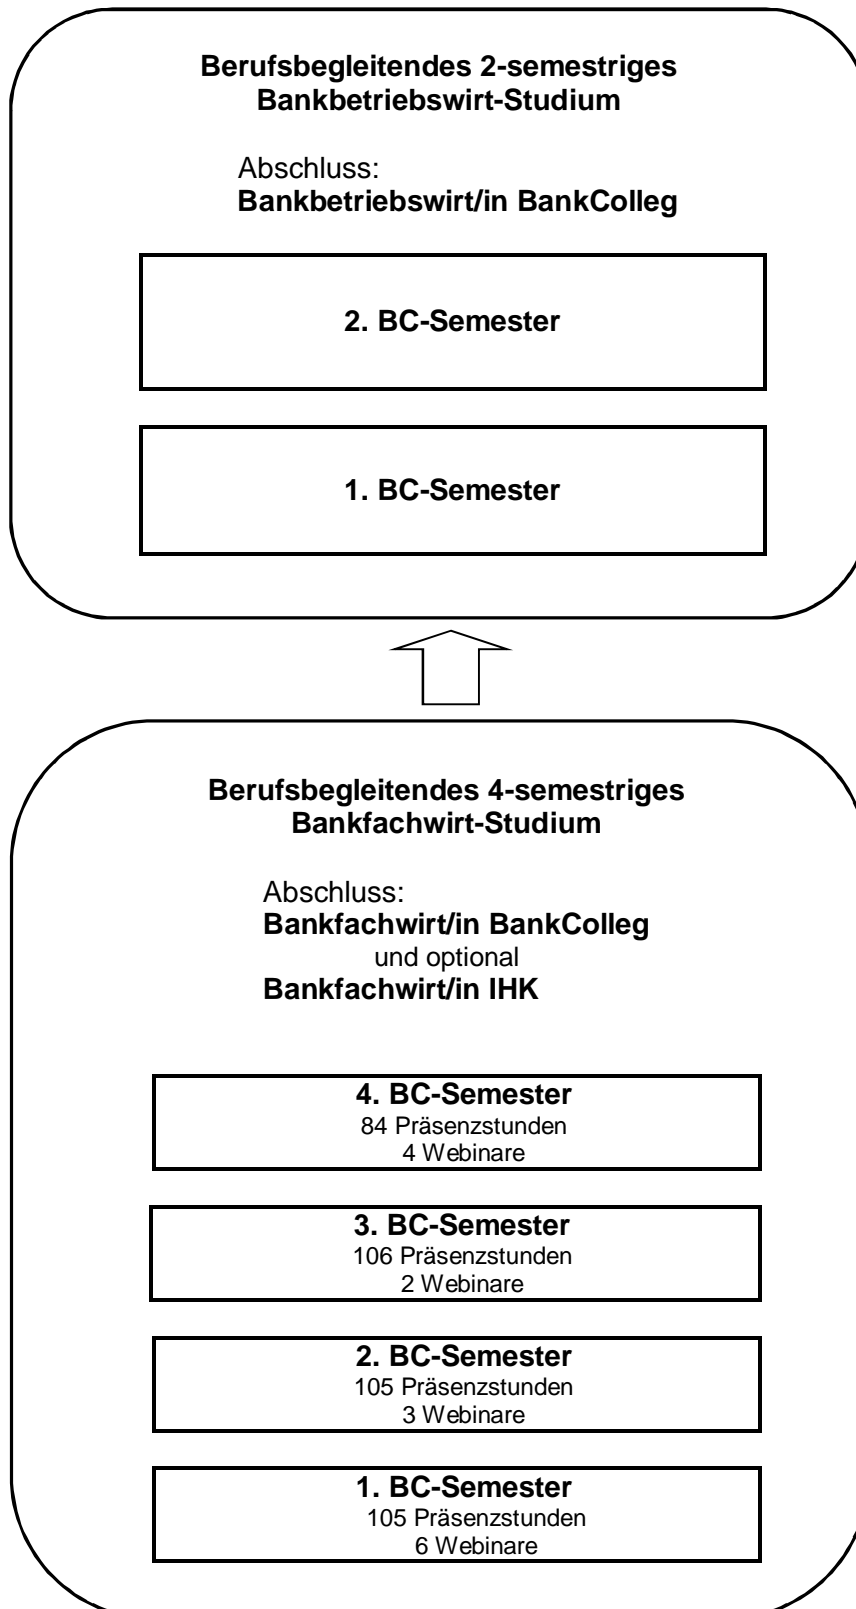 Berufsbegleitendes 2-semestriges
Bankbetriebswirt-Studium
Abschluss:
Bankbetriebswirt/in BankColleg
2. BC-Semester
1. BC-Semester
Berufsbegleitendes 4-semestriges
Bankfachwirt-Studium
Abschluss:
Bankfachwirt/in BankColleg
und optional
Bankfachwirt/in IHK
4. BC-Semester
84 Präsenzstunden
4 Webinare
3. BC-Semester
106 Präsenzstunden
2 Webinare
2. BC-Semester
105 Präsenzstunden
3 Webinare
1. BC-Semester
105 Präsenzstunden
6 Webinare